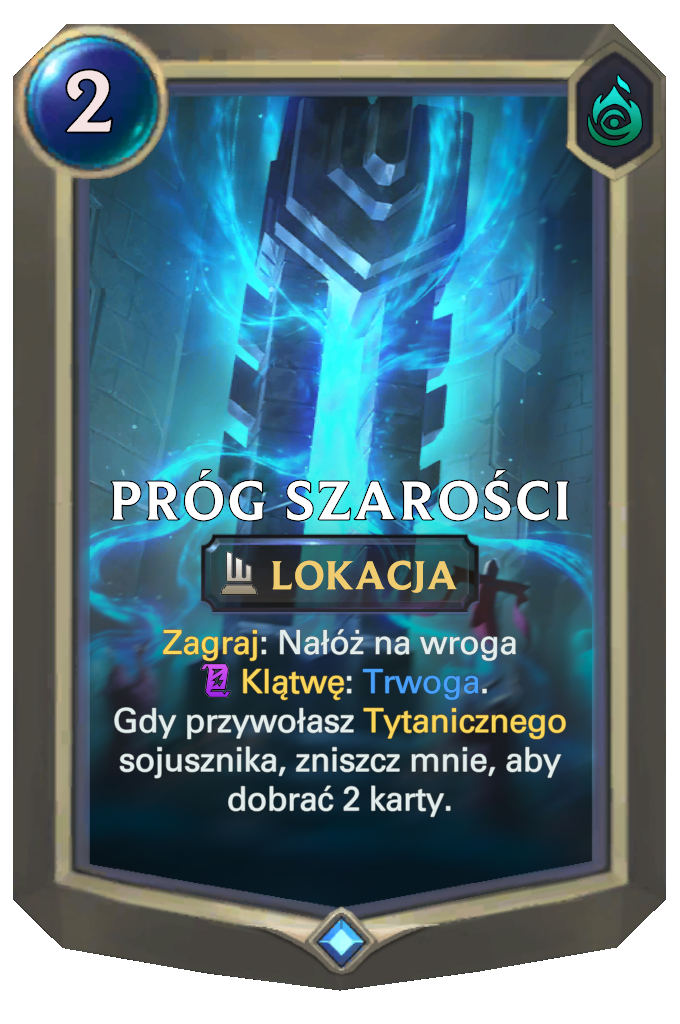 2
PRÓG SZAROŚCI
LOKACJA
Zagraj: Nałóż na wroga
Klątwę: Trwoga.
Gdy przywołasz Tytanicznego
sojusznika, zniszcz mnie, aby
dobrać 2 karty.